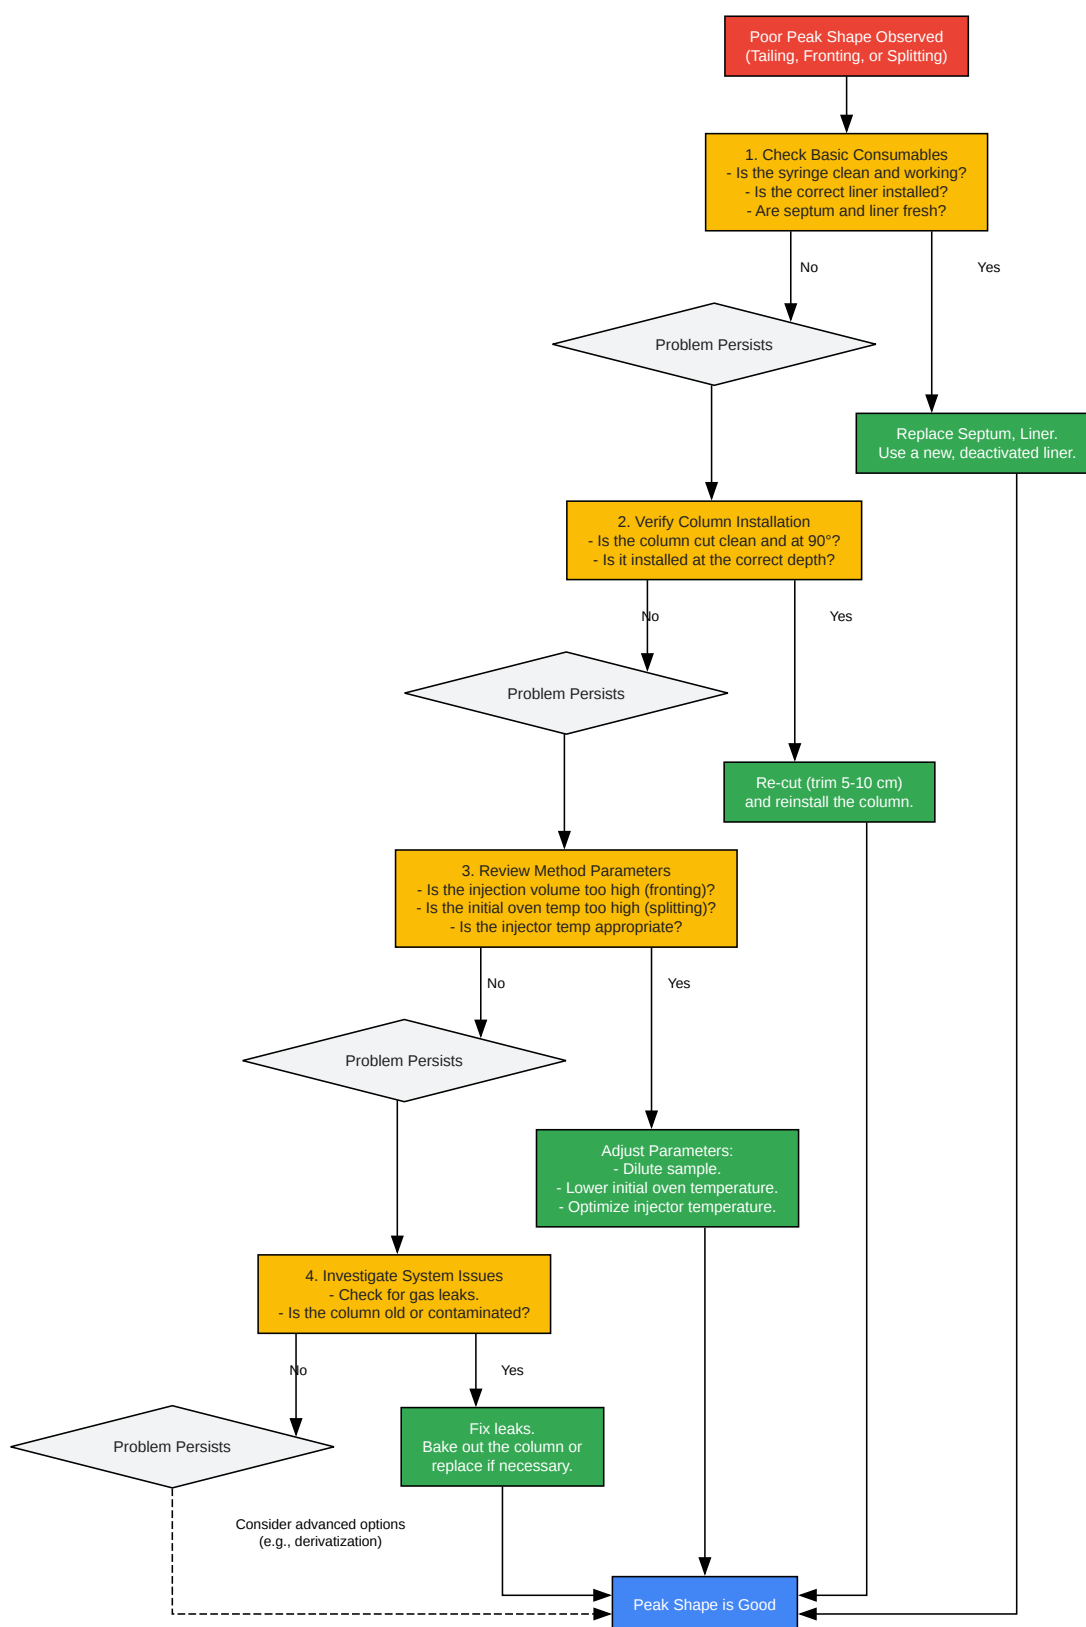 Poor Peak Shape Observed
(Tailing, Fronting, or Splitting)
1. Check Basic Consumables
- Is the syringe clean and working?
- Is the correct liner installed?
- Are septum and liner fresh?
No
Yes
Problem Persists
Replace Septum, Liner.
Use a new, deactivated liner.
2. Verify Column Installation
- Is the column cut clean and at 90°?
- Is it installed at the correct depth?
No
Yes
Problem Persists
Re-cut (trim 5-10 cm)
and reinstall the column.
3. Review Method Parameters
- Is the injection volume too high (fronting)?
- Is the initial oven temp too high (splitting)?
- Is the injector temp appropriate?
No
Yes
Problem Persists
Adjust Parameters:
- Dilute sample.
- Lower initial oven temperature.
- Optimize injector temperature.
4. Investigate System Issues
- Check for gas leaks.
- Is the column old or contaminated?
No
Yes
Problem Persists
Fix leaks.
Bake out the column or
replace if necessary.
Consider advanced options
(e.g., derivatization)
Peak Shape is Good